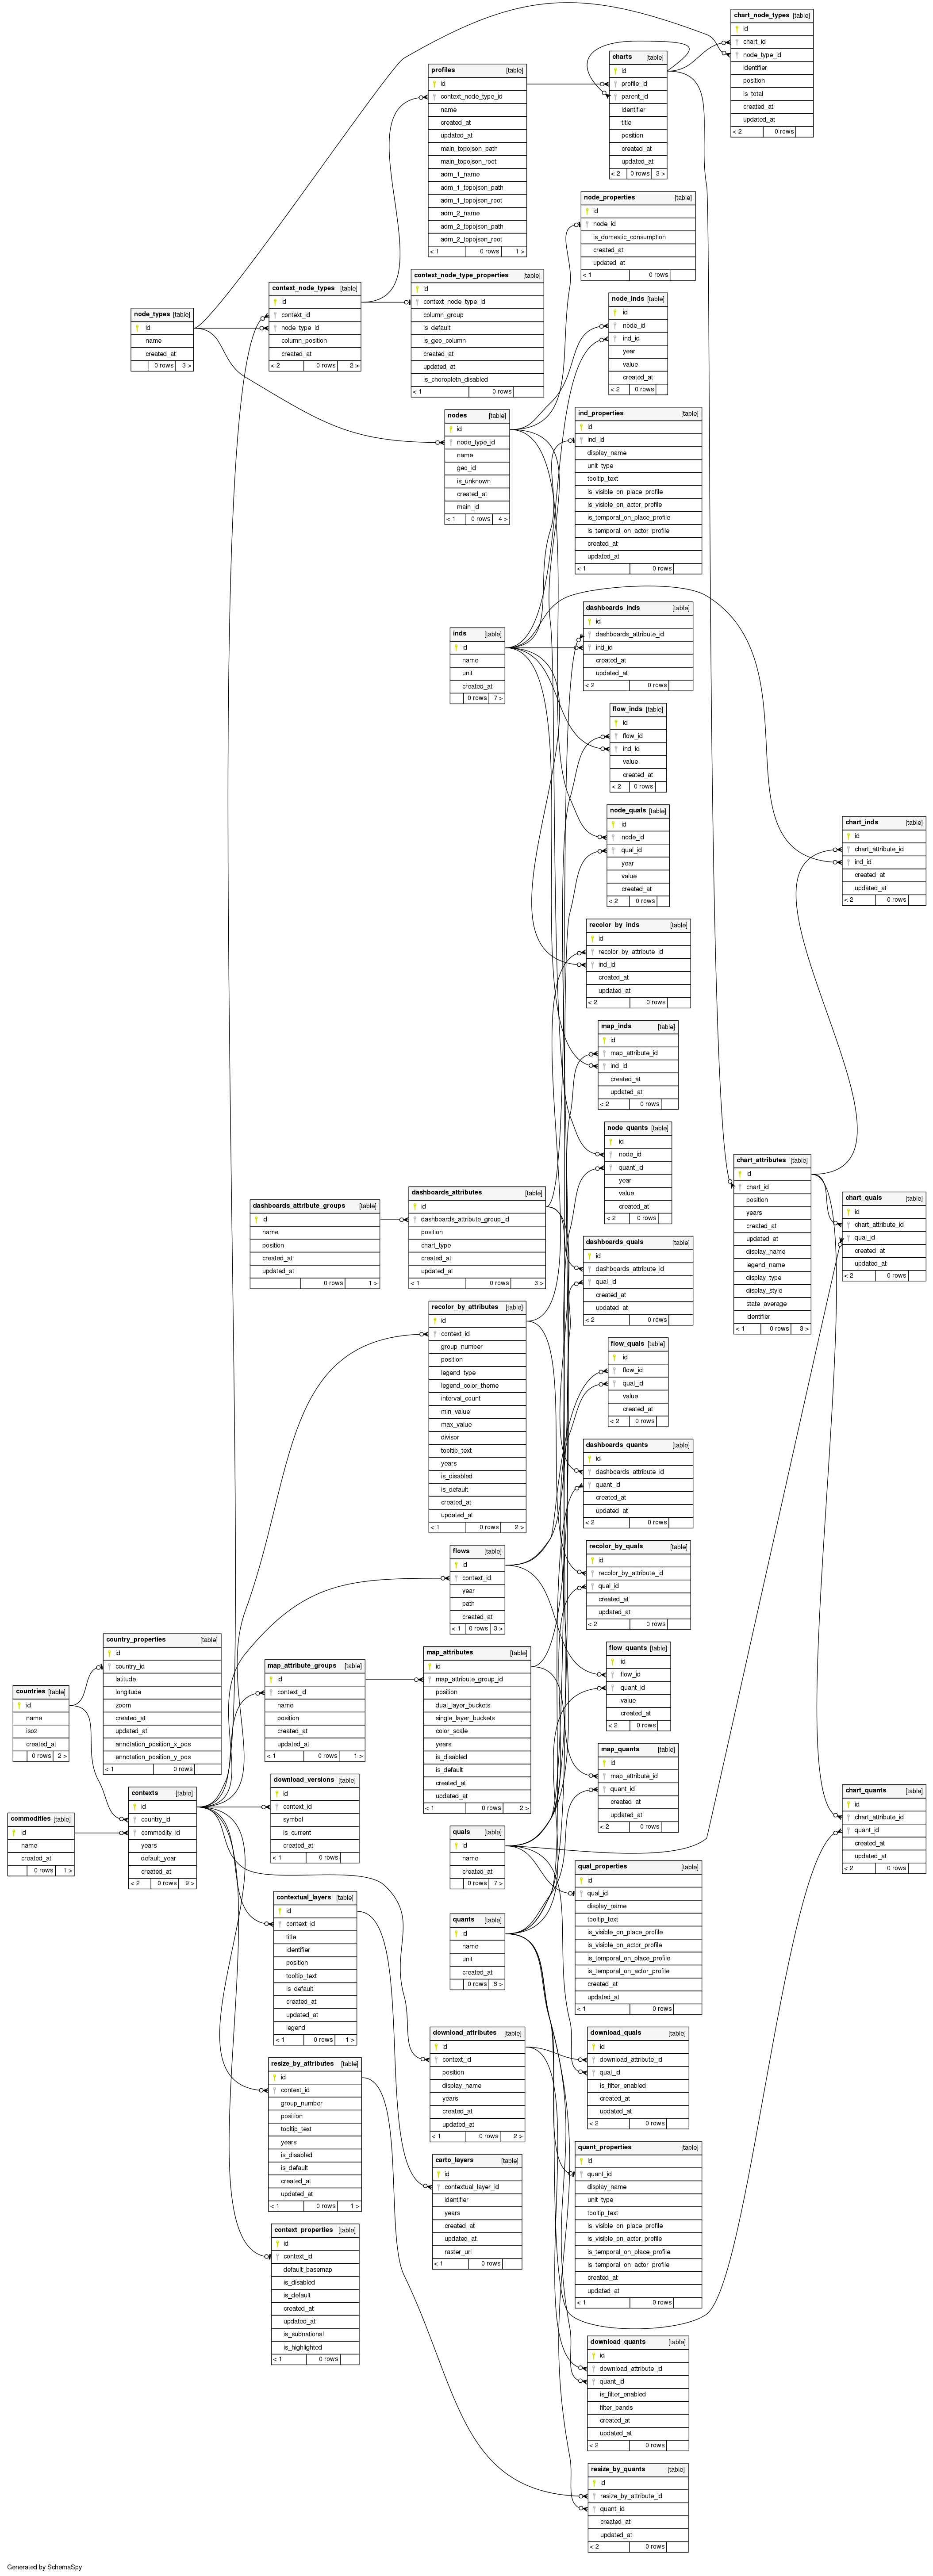 chart_node_types [table]
id
chart_id
node_type_id
identifier
position
is_total
created_at
updated_at
< 2 0 rows
charts [table]
id
profile_id
parent_id
identifier
title
position
created_at
updated_at
< 2 0 rows 3 >
profiles [table]
id
context_node_type_id
name
created_at
updated_at
main_topojson_path
main_topojson_root
adm_1_name
adm_1_topojson_path
adm_1_topojson_root
adm_2_name
adm_2_topojson_path
adm_2_topojson_root
< 1 0 rows 1 >
node_properties [table]
id
node_id
is_domestic_consumption
created_at
updated_at
< 1 0 rows
context_node_type_properties [table]
id
context_node_type_id
column_group
is_default
is_geo_column
created_at
updated_at
is_choropleth_disabled
< 1 0 rows
context_node_types [table]
id
context_id
node_type_id
column_position
created_at
< 2 0 rows 2 >
node_types [table]
id
name
created_at
0 rows 3 >
node_inds [table]
id
node_id
ind_id
year
value
created_at
< 2 0 rows
nodes [table]
id
node_type_id
name
geo_id
is_unknown
created_at
main_id
< 1 0 rows 4 >
ind_properties [table]
id
ind_id
display_name
unit_type
tooltip_text
is_visible_on_place_profile
is_visible_on_actor_profile
is_temporal_on_place_profile
is_temporal_on_actor_profile
created_at
updated_at
< 1 0 rows
dashboards_inds [table]
id
dashboards_attribute_id
ind_id
created_at
updated_at
< 2 0 rows
inds [table]
id
name
unit
created_at
0 rows 7 >
flow_inds [table]
id
flow_id
ind_id
value
created_at
< 2 0 rows
node_quals [table]
id
node_id
qual_id
year
value
created_at
< 2 0 rows
chart_inds [table]
id
chart_attribute_id
ind_id
created_at
updated_at
< 2 0 rows
recolor_by_inds [table]
id
recolor_by_attribute_id
ind_id
created_at
updated_at
< 2 0 rows
map_inds [table]
id
map_attribute_id
ind_id
created_at
updated_at
< 2 0 rows
node_quants [table]
id
node_id
quant_id
year
value
created_at
< 2 0 rows
chart_attributes [table]
id
chart_id
position
years
created_at
updated_at
display_name
legend_name
display_type
display_style
state_average
identifier
< 1 0 rows 3 >
chart_quals [table]
id
chart_attribute_id
qual_id
created_at
updated_at
< 2 0 rows
dashboards_attribute_groups [table]
id
name
position
created_at
updated_at
0 rows 1 >
dashboards_attributes [table]
id
dashboards_attribute_group_id
position
chart_type
created_at
updated_at
< 1 0 rows 3 >
dashboards_quals [table]
id
dashboards_attribute_id
qual_id
created_at
updated_at
< 2 0 rows
recolor_by_attributes [table]
id
context_id
group_number
position
legend_type
legend_color_theme
interval_count
min_value
max_value
divisor
tooltip_text
years
is_disabled
is_default
created_at
updated_at
< 1 0 rows 2 >
flow_quals [table]
id
flow_id
qual_id
value
created_at
< 2 0 rows
dashboards_quants [table]
id
dashboards_attribute_id
quant_id
created_at
updated_at
< 2 0 rows
flows [table]
id
context_id
year
path
created_at
< 1 0 rows 3 >
recolor_by_quals [table]
id
recolor_by_attribute_id
qual_id
created_at
updated_at
< 2 0 rows
country_properties [table]
id
country_id
latitude
longitude
zoom
created_at
updated_at
annotation_position_x_pos
annotation_position_y_pos
< 1 0 rows
countries [table]
id
name
iso2
created_at
0 rows 2 >
map_attribute_groups [table]
id
context_id
name
position
created_at
updated_at
< 1 0 rows 1 >
map_attributes [table]
id
map_attribute_group_id
position
dual_layer_buckets
single_layer_buckets
color_scale
years
is_disabled
is_default
created_at
updated_at
< 1 0 rows 2 >
flow_quants [table]
id
flow_id
quant_id
value
created_at
< 2 0 rows
map_quants [table]
id
map_attribute_id
quant_id
created_at
updated_at
< 2 0 rows
chart_quants [table]
id
chart_attribute_id
quant_id
created_at
updated_at
< 2 0 rows
download_versions [table]
id
context_id
symbol
is_current
created_at
< 1 0 rows
contexts [table]
id
country_id
commodity_id
years
default_year
created_at
< 2 0 rows 9 >
commodities [table]
id
name
created_at
0 rows 1 >
quals [table]
id
name
created_at
0 rows 7 >
qual_properties [table]
id
qual_id
display_name
tooltip_text
is_visible_on_place_profile
is_visible_on_actor_profile
is_temporal_on_place_profile
is_temporal_on_actor_profile
created_at
updated_at
< 1 0 rows
contextual_layers [table]
id
context_id
title
identifier
position
tooltip_text
is_default
created_at
updated_at
legend
< 1 0 rows 1 >
quants [table]
id
name
unit
created_at
0 rows 8 >
download_attributes [table]
id
context_id
position
display_name
years
created_at
updated_at
< 1 0 rows 2 >
download_quals [table]
id
download_attribute_id
qual_id
is_filter_enabled
created_at
updated_at
< 2 0 rows
resize_by_attributes [table]
id
context_id
group_number
position
tooltip_text
years
is_disabled
is_default
created_at
updated_at
< 1 0 rows 1 >
carto_layers [table]
id
contextual_layer_id
identifier
years
created_at
updated_at
raster_url
< 1 0 rows
quant_properties [table]
id
quant_id
display_name
unit_type
tooltip_text
is_visible_on_place_profile
is_visible_on_actor_profile
is_temporal_on_place_profile
is_temporal_on_actor_profile
created_at
updated_at
< 1 0 rows
context_properties [table]
id
context_id
default_basemap
is_disabled
is_default
created_at
updated_at
is_subnational
is_highlighted
< 1 0 rows
download_quants [table]
id
download_attribute_id
quant_id
is_filter_enabled
filter_bands
created_at
updated_at
< 2 0 rows
resize_by_quants [table]
id
resize_by_attribute_id
quant_id
created_at
updated_at
< 2 0 rows
Generated by SchemaSpy